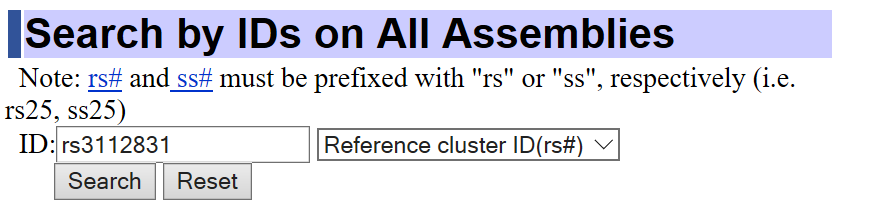 Search by IDs on All Assemblies
Note: rs# and ss# must be prefixed with "rs" or "ss", respectively (i.e.
rs25, ss25)
ID: rs3112831 Reference cluster ID(rs#)
Search Reset